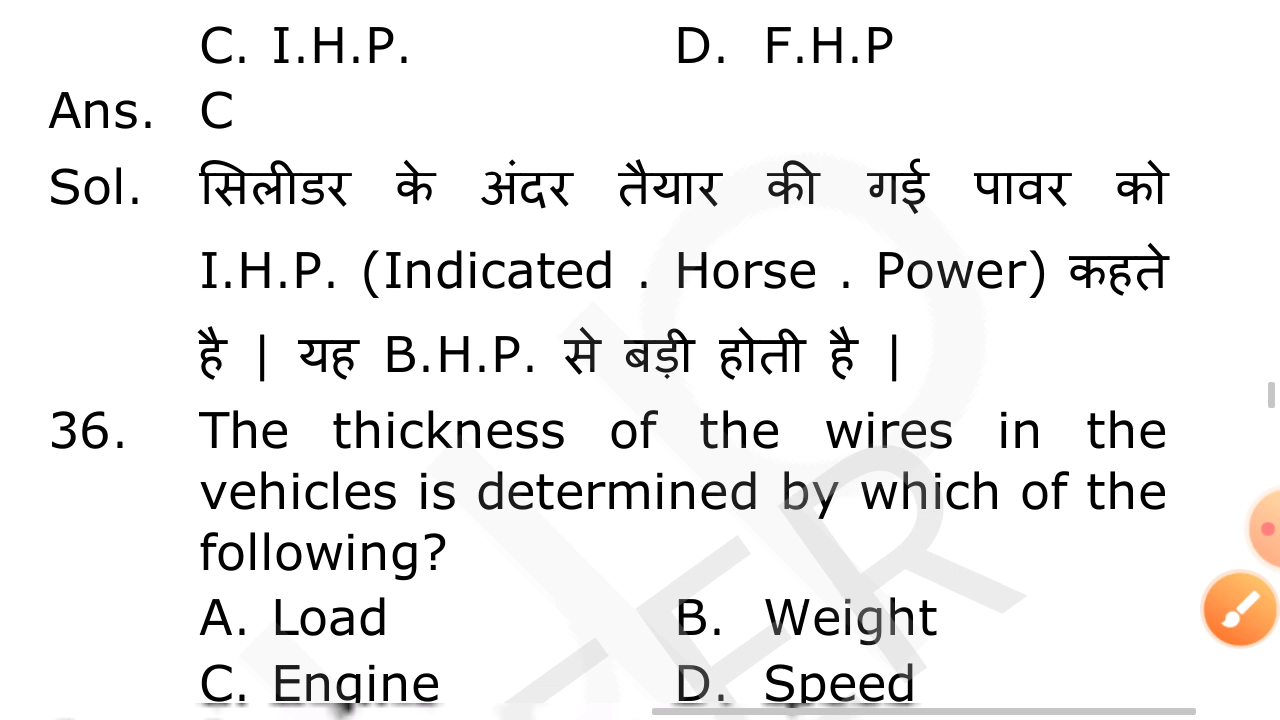 C. I.H.P. D. F.H.P
Ans. C
Sol. सिलीडर के अंदर तैयार की गई पावर को
I.H.P. (Indicated . Horse . Power) कहते
है | यह B.H.P. से बड़ी होती है |
36. The thickness of the wires in the
vehicles is determined by which of the
following?
A. Load B. Weight
C. Engine D. Speed